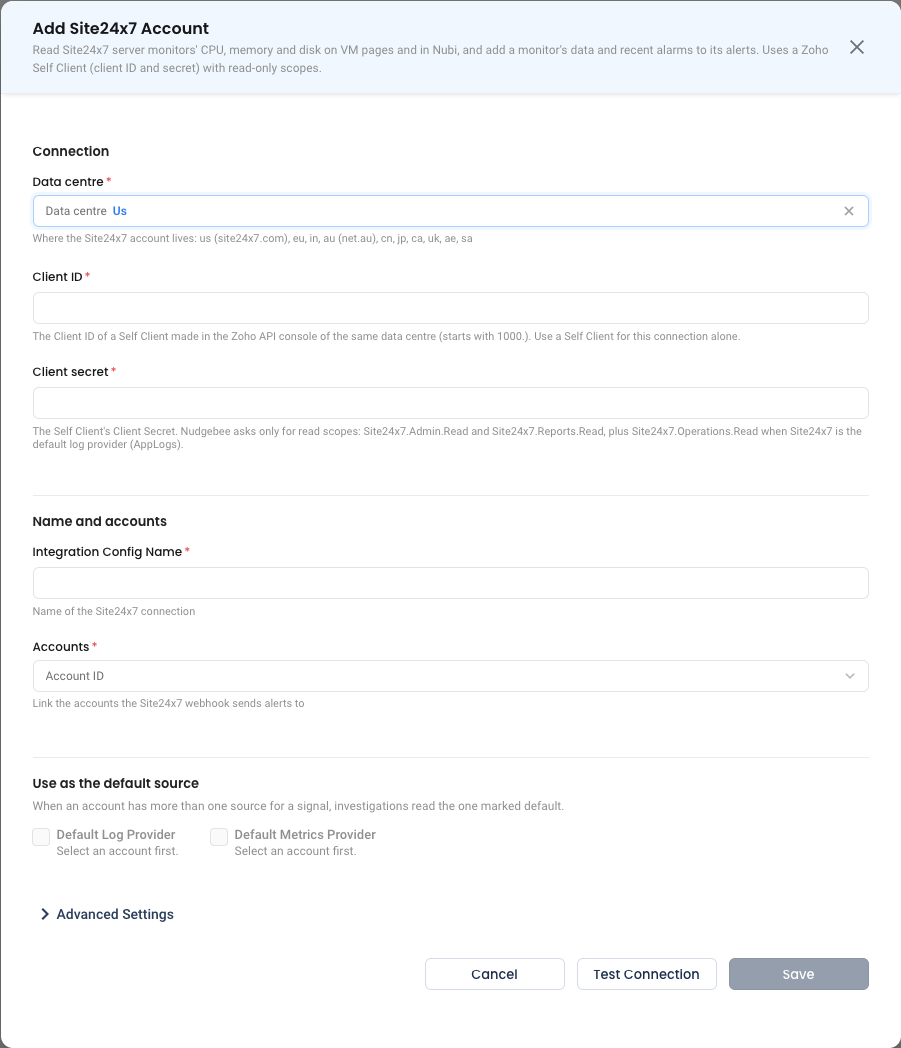 Add Site24x7 Account
Read Site24x7 server monitors' CPU, memory and disk on VM pages and in Nubi, and add a monitor's data and recent alarms to its alerts. Uses a Zoho
Self Client (client ID and secret) with read-only scopes.
Connection
Data centre *
Data centre Us
Where the Site24x7 account lives: us (site24x7.com), eu, in, au (net.au), cn, jp, ca, uk, ae, sa
Client ID *
The Client ID of a Self Client made in the Zoho API console of the same data centre (starts with 1000.). Use a Self Client for this connection alone.
Client secret *
The Self Client's Client Secret. Nudgebee asks only for read scopes: Site24x7.Admin.Read and Site24x7.Reports.Read, plus Site24x7.Operations.Read when Site24x7 is the
default log provider (AppLogs).
Name and accounts
Integration Config Name *
Name of the Site24x7 connection
Accounts *
Account ID
Link the accounts the Site24x7 webhook sends alerts to
Use as the default source
When an account has more than one source for a signal, investigations read the one marked default.
Default Log Provider
Select an account first.
Default Metrics Provider
Select an account first.
Advanced Settings
Cancel
Test Connection
Save